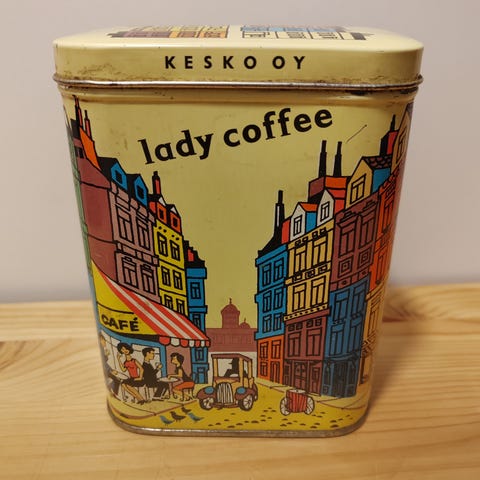 KESKO OY
lady coffee
CAFÉ